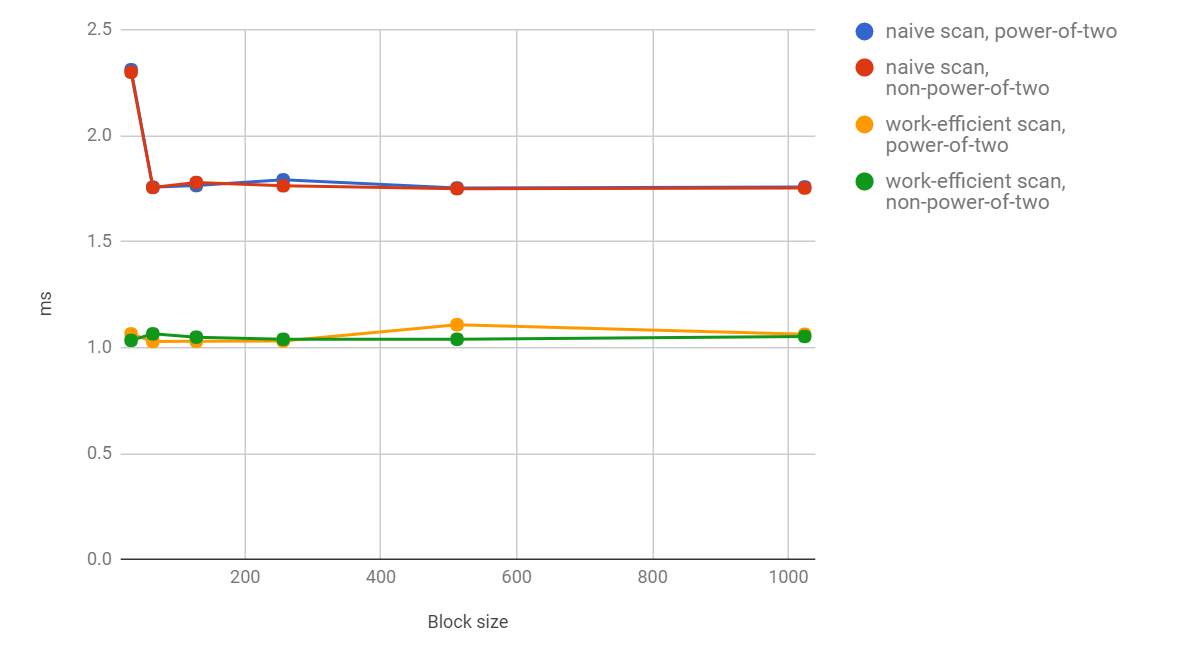 2.5
2.0
1.5
1.0
0.5
0.0
ms
200 400 600 800 1000
Block size
naive scan, power-of-two
naive scan,
non-power-of-two
work-efficient scan,
power-of-two
work-efficient scan,
non-power-of-two